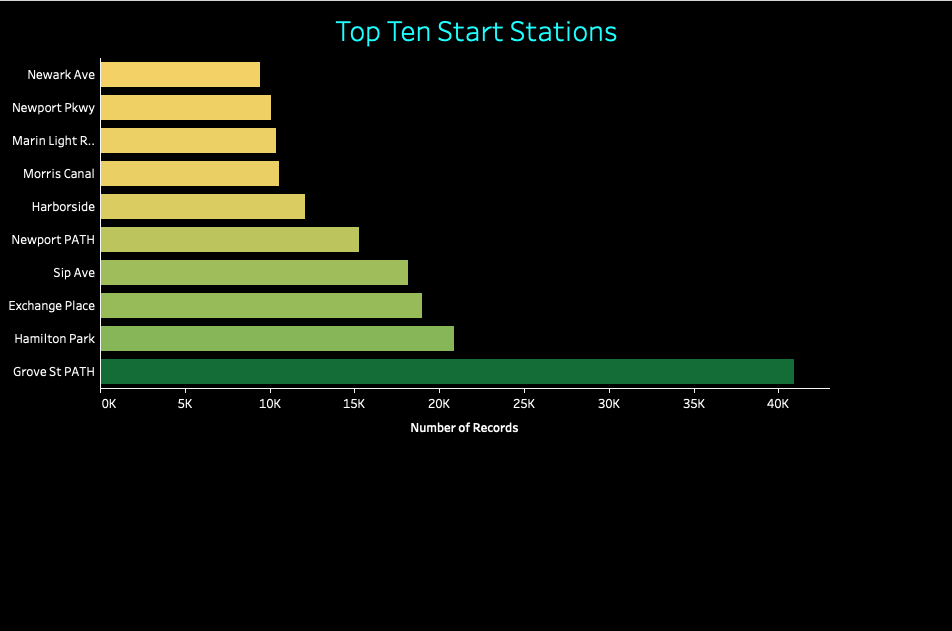 Top Ten Start Stations
Newark Ave
Newport Pkwy
Marin Light R..
Morris Canal
Harborside
Newport PATH
Sip Ave
Exchange Place
Hamilton Park
Grove St PATH
0K 5K 10K 15K 20K 25K 30K 35K 40K
Number of Records